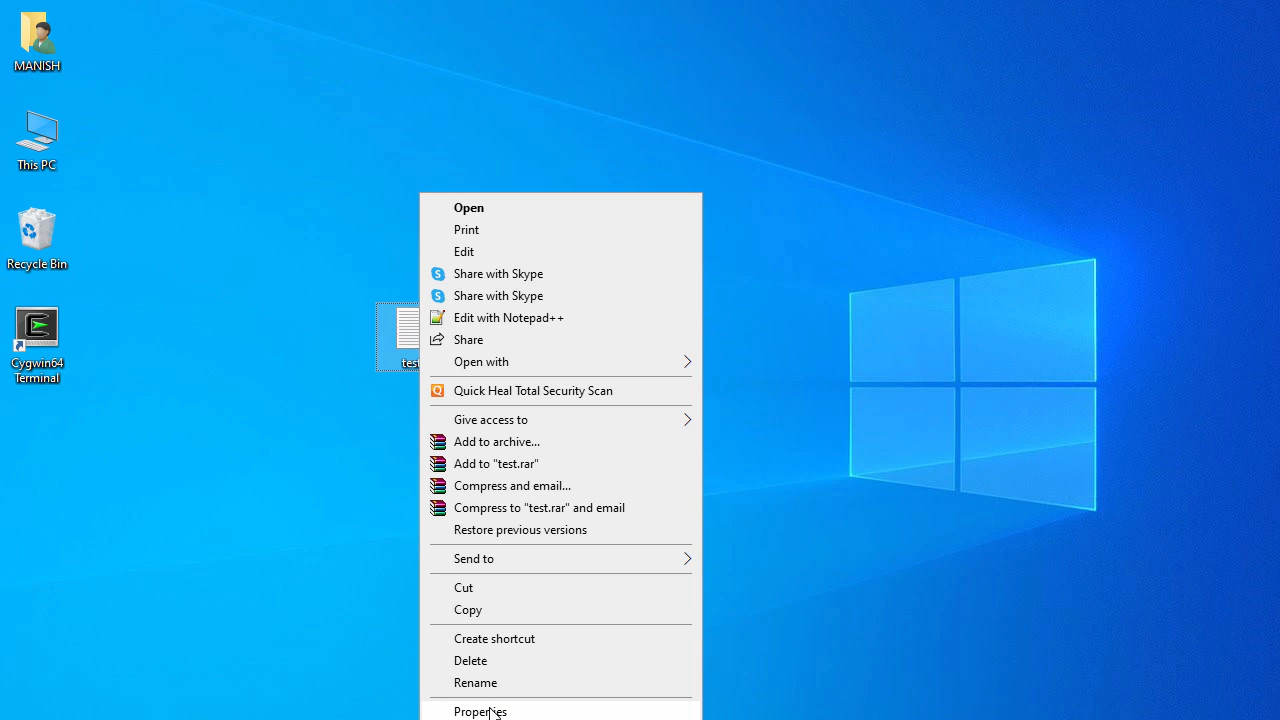 MANISH
This PC
Recycle Bin
Cygwin64
Terminal
test
Open
Print
Edit
Share with Skype
Share with Skype
Edit with Notepad++
Share
Open with
Quick Heal Total Security Scan
Give access to
Add to archive...
Add to "test.rar"
Compress and email...
Compress to "test.rar" and email
Restore previous versions
Send to
Cut
Copy
Create shortcut
Delete
Rename
Properties